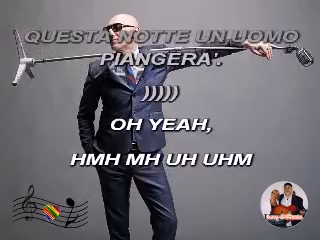 QUESTA NOTTE UN UOMO
PIANGERA'.
)))))
OH YEAH,
HMH MH UH UHM